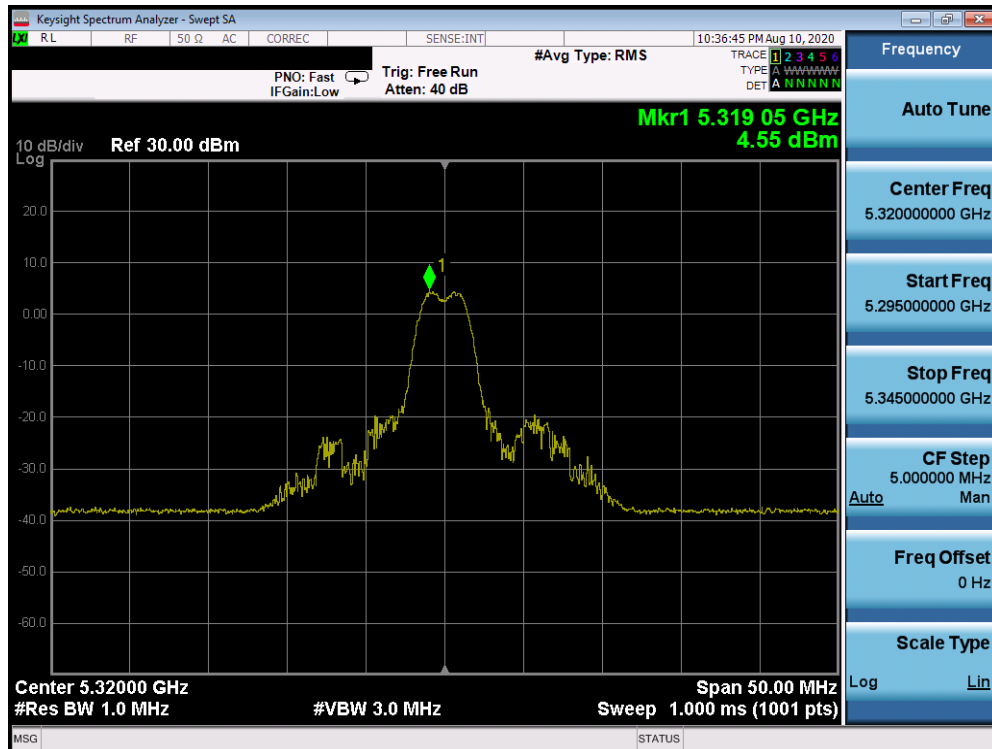 Keysight Spectrum Analyzer - Swept SA
LXI RL RF 50 Ω AC CORREC SENSE:INT 10:36:45 PM Aug 10, 2020
#Avg Type: RMS TRACE 1 2 3 4 5 6
PNO: Fast Trig: Free Run TYPE A WWWWW
IFGain:Low Atten: 40 dB DET A N N N N N
Mkr1 5.319 05 GHz
4.55 dBm
10 dB/div Ref 30.00 dBm
Log
20.0
10.0
1
0.00
-10.0
-20.0
-30.0
-40.0
-50.0
-60.0
Center 5.32000 GHz Span 50.00 MHz
#Res BW 1.0 MHz #VBW 3.0 MHz Sweep 1.000 ms (1001 pts)
MSG STATUS
Frequency
Auto Tune
Center Freq
5.320000000 GHz
Start Freq
5.295000000 GHz
Stop Freq
5.345000000 GHz
CF Step
5.000000 MHz
Auto Man
Freq Offset
0 Hz
Scale Type
Log Lin